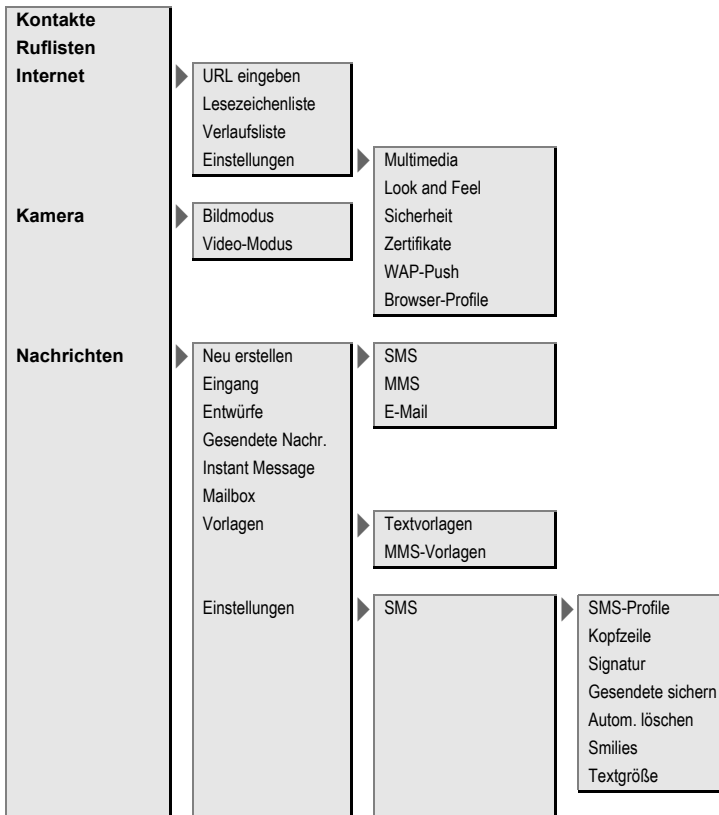 Kontakte
Ruflisten
Internet
URL eingeben
Lesezeichenliste
Verlaufsliste
Einstellungen
Multimedia
Look and Feel
Sicherheit
Zertifikate
WAP-Push
Browser-Profile
Kamera
Bildmodus
Video-Modus
Nachrichten
Neu erstellen
SMS
MMS
E-Mail
Eingang
Entwürfe
Gesendete Nachr.
Instant Message
Mailbox
Vorlagen
Textvorlagen
MMS-Vorlagen
Einstellungen
SMS
SMS-Profile
Kopfzeile
Signatur
Gesendete sichern
Autom. löschen
Smilies
Textgröße